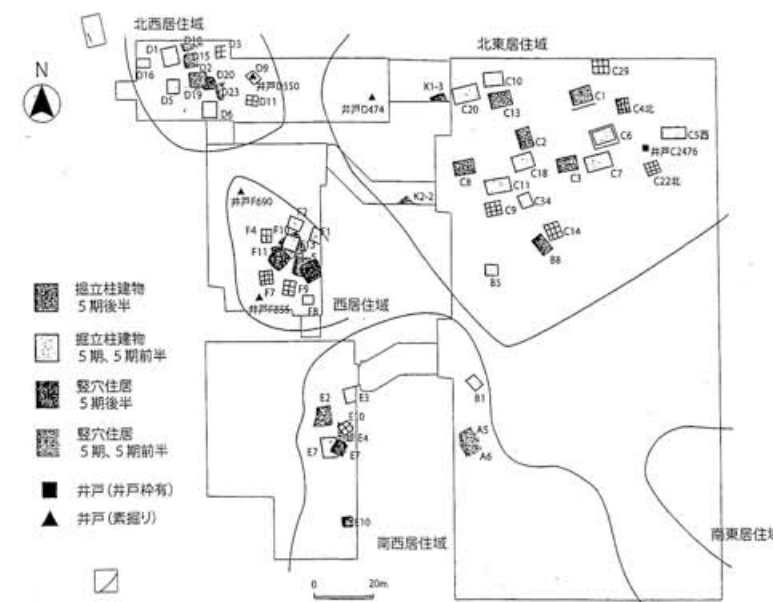 北西居住域
北東居住域
N
D10
D3
D1
D15
D2
D9
D16
D20
井戸D550
D5
D19
D23
D11
D6
井戸D474
K1-3
C29
C10
C20
C13
C1
C4北
C6
C5西
C2
井戸C2476
C8
C18
C3
C7
C22北
C11
C34
C9
K2-2
C14
B8
B5
井戸F690
F4
F1
F11
F7
F9
井戸F855
F8
西居住域
掘立柱建物
5期後半
掘立柱建物
5期、5期前半
竪穴住居
5期後半
竪穴住居
5期、5期前半
井戸(井戸枠有)
井戸(素掘り)
B1
E3
E2
E4
E7
E7
A5
A6
E10
南西居住域
南東居住域
0 20m